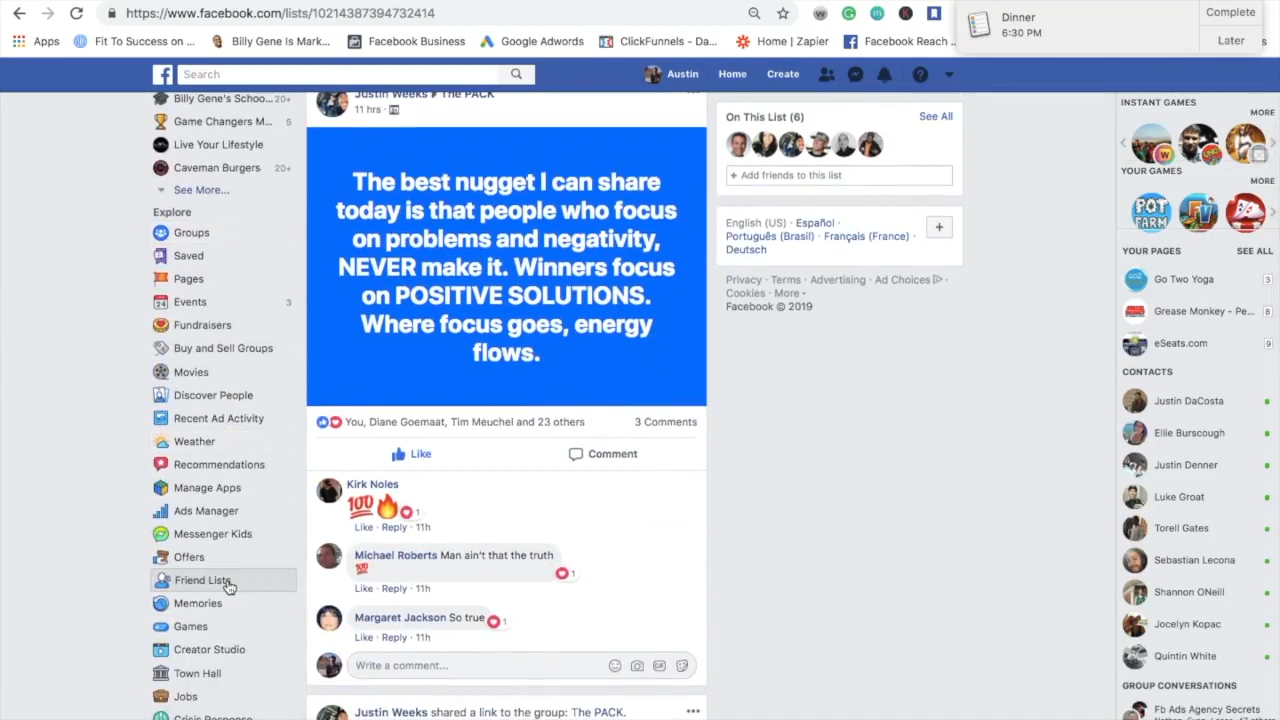 https://www.facebook.com/lists/10214387394732414
Dinner
6:30 PM
Complete
Later
Apps
Fit To Success on ...
Billy Gene Is Mark...
Facebook Business
Google Adwords
ClickFunnels - Da...
Home | Zapier
Facebook Reach ...
Search
Austin
Home
Create
Billy Gene's Schoo... 20+
Game Changers M... 5
Live Your Lifestyle
Caveman Burgers 20+
See More...
Explore
Groups
Saved
Pages
Events 3
Fundraisers
Buy and Sell Groups
Movies
Discover People
Recent Ad Activity
Weather
Recommendations
Manage Apps
Ads Manager
Messenger Kids
Offers
Friend Lists
Memories
Games
Creator Studio
Town Hall
Jobs
Crisis Response
Justin Weeks ▸ The PACK
11 hrs ·
The best nugget I can share
today is that people who focus
on problems and negativity,
NEVER make it. Winners focus
on POSITIVE SOLUTIONS.
Where focus goes, energy
flows.
You, Diane Goemaat, Tim Meuchel and 23 others
3 Comments
Like
Comment
Kirk Noles
💯🔥 1
Like · Reply · 11h
Michael Roberts Man ain't that the truth
💯
1
Like · Reply · 11h
Margaret Jackson So true
1
Like · Reply · 11h
Write a comment...
Justin Weeks shared a link to the group: The PACK.
On This List (6)
See All
+ Add friends to this list
English (US) · Español ·
Português (Brasil) · Français (France) ·
Deutsch
+
Privacy · Terms · Advertising · Ad Choices ·
Cookies · More
Facebook © 2019
INSTANT GAMES
MORE
YOUR GAMES
MORE
POT
FARM
YOUR PAGES
SEE ALL
Go Two Yoga 3
Grease Monkey - Pe... 8
eSeats.com 9
CONTACTS
Justin DaCosta
Ellie Burscough
Justin Denner
Luke Groat
Torell Gates
Sebastian Lecona
Shannon ONeill
Jocelyn Kopac
Quintin White
GROUP CONVERSATIONS
Fb Ads Agency Secrets